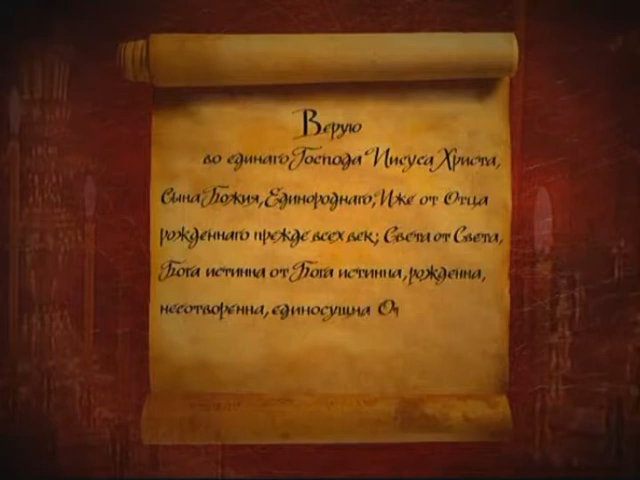 Верую
во единаго Господа Иисуса Христа,
Сына Божия, Единороднаго, Иже от Отца
рожденнаго прежде всех век; Света от Света,
Бога истинна от Бога истинна, рожденна,
несотворенна, единосущна От